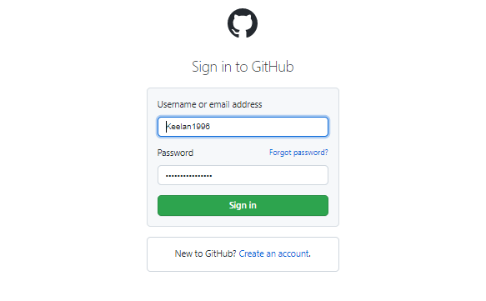 Sign in to GitHub
Username or email address
Keelan1996
Password Forgot password?
••••••••••••••••
Sign in
New to GitHub? Create an account.